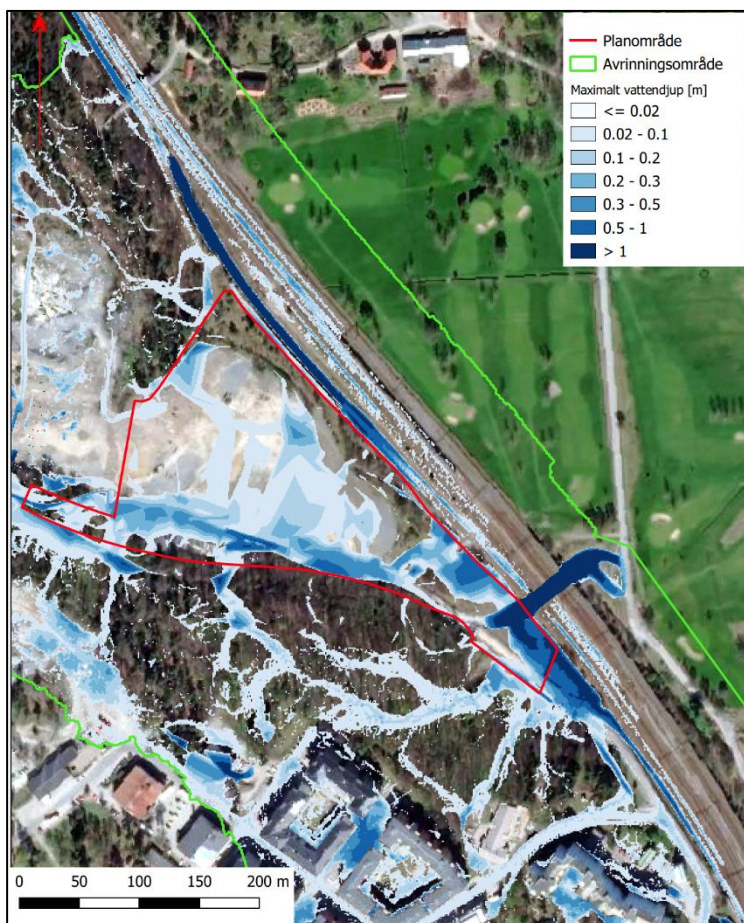 Planområde
Avrinningsområde
Maximalt vattendjup [m]
<= 0.02
0.02 - 0.1
0.1 - 0.2
0.2 - 0.3
0.3 - 0.5
0.5 - 1
> 1
0 50 100 150 200 m